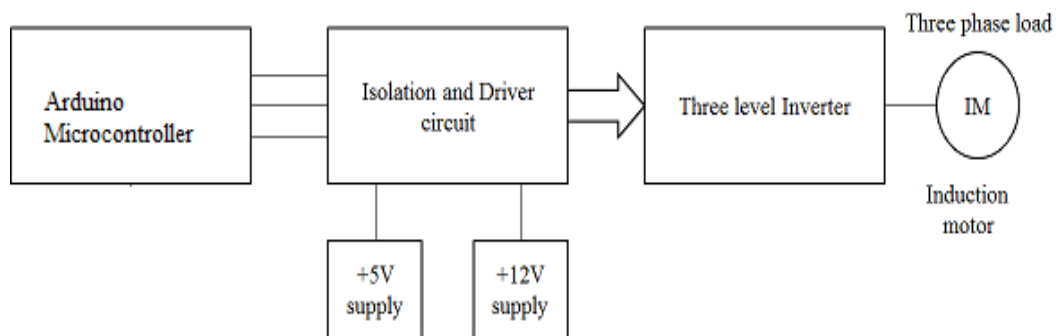 Three phase load
Arduino
Microcontroller
Isolation and Driver
circuit
Three level Inverter
IM
Induction
motor
+5V
supply
+12V
supply